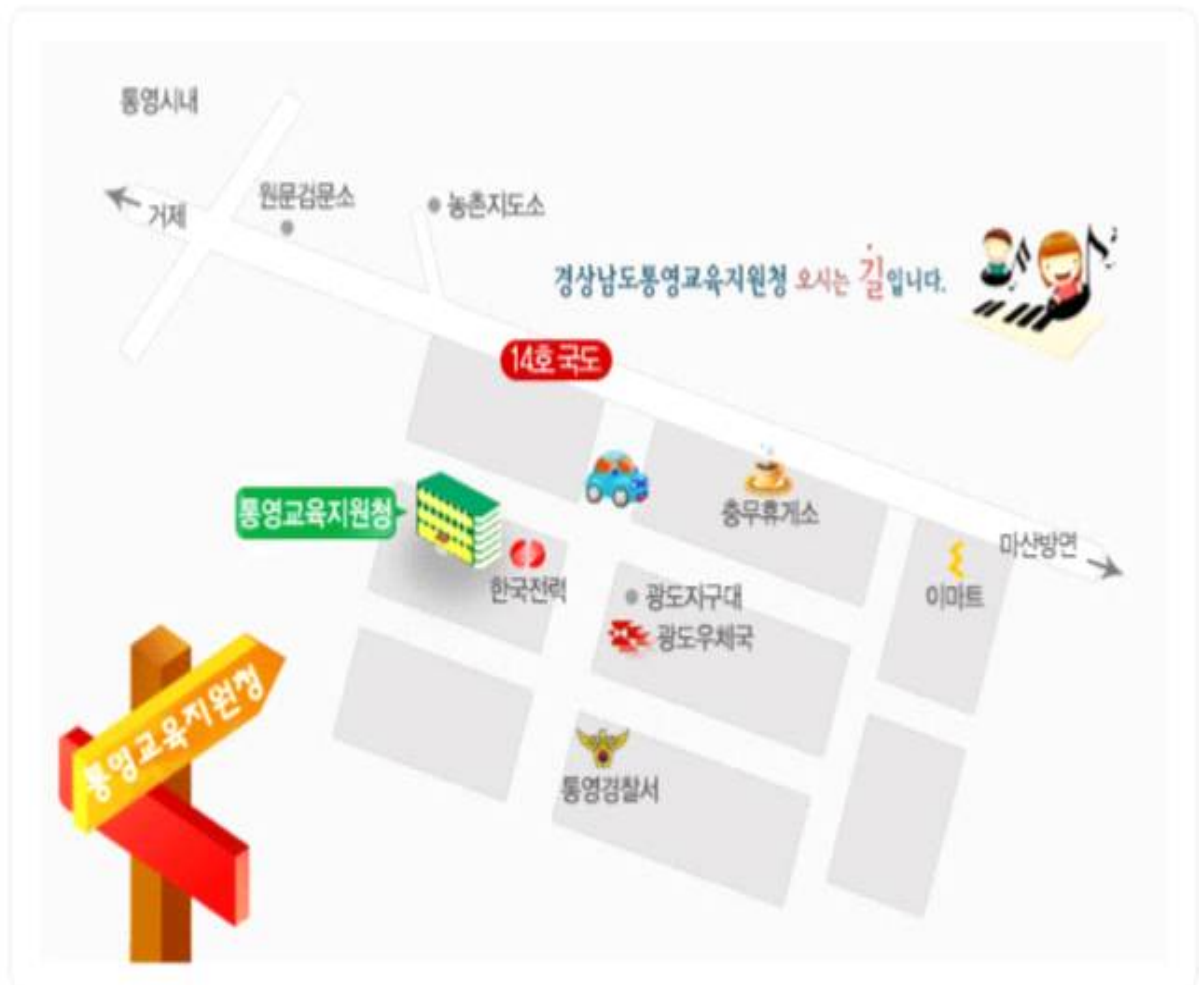 통영시내
거제
원문검문소
농촌지도소
경상남도통영교육지원청 오시는 길입니다.
14호 국도
충무휴게소
통영교육지원청
한국전력
마산방면
이마트
광도지구대
광도우체국
통영교육지원청
통영경찰서